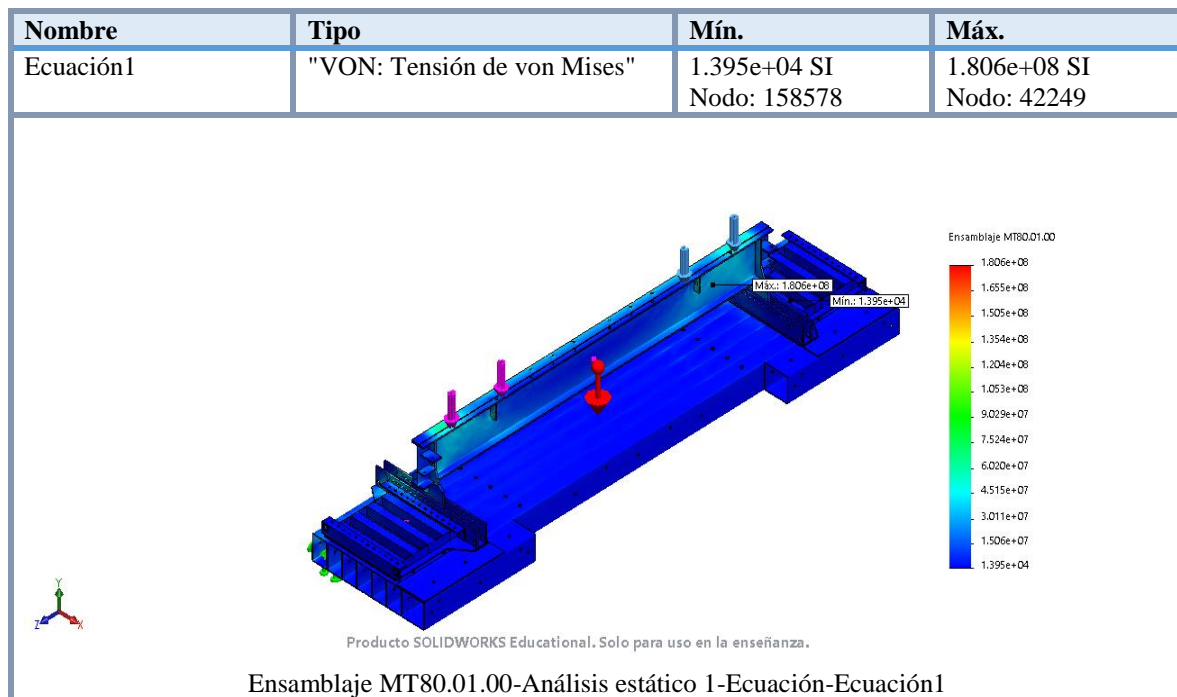 Nombre Tipo Mín. Máx.
Ecuación1 "VON: Tensión de von Mises" 1.395e+04 SI 1.806e+08 SI
Nodo: 158578 Nodo: 42249
Ensamblaje MT80.01.00
1.806e+08
1.655e+08
1.505e+08
1.354e+08
1.204e+08
1.053e+08
9.029e+07
7.524e+07
6.020e+07
4.515e+07
3.011e+07
1.506e+07
1.395e+04
Máx.: 1.806e+08
Mín.: 1.395e+04
Y
Z X
Producto SOLIDWORKS Educational. Solo para uso en la enseñanza.
Ensamblaje MT80.01.00-Análisis estático 1-Ecuación-Ecuación1